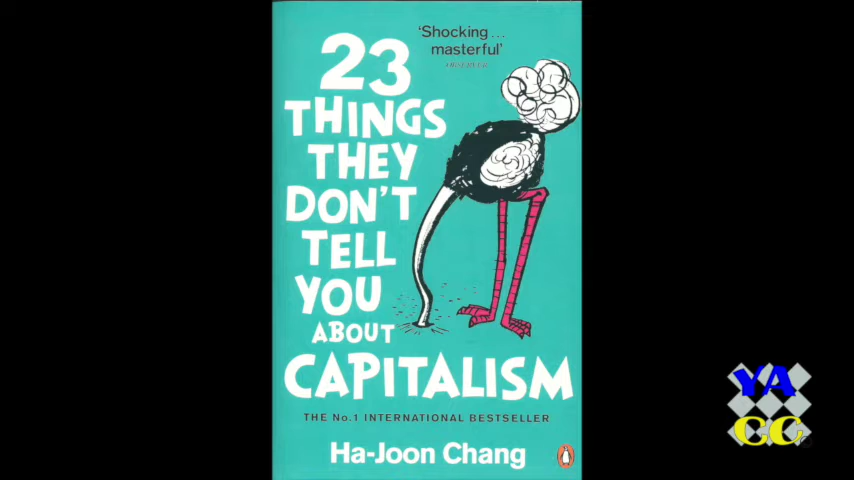 'Shocking...
masterful'
23
THINGS
THEY
DON'T
TELL
YOU
ABOUT
CAPITALISM
THE No.1 INTERNATIONAL BESTSELLER
Ha-Joon Chang
YA
CC